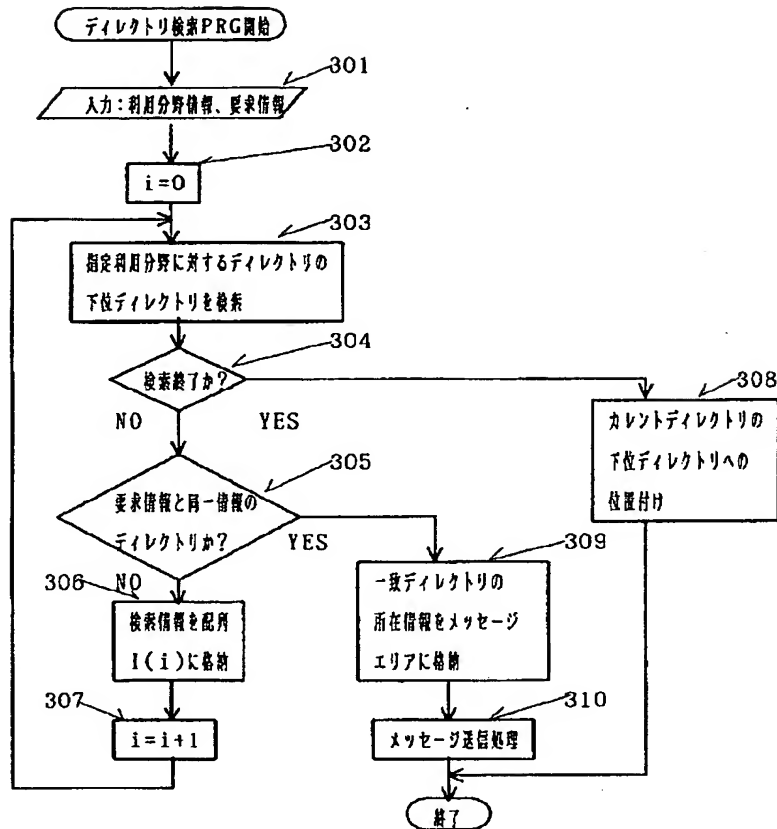 ディレクトリ検索PRG開始
301
入力：利用分野情報、要求情報
302
i=0
303
指定利用分野に対するディレクトリの
下位ディレクトリを検索
304
検索終了か？
NO
YES
308
カレントディレクトリの
下位ディレクトリへの
位置付け
305
要求情報と同一情報の
ディレクトリか？
YES
NO
309
一致ディレクトリの
所在情報をメッセージ
エリアに格納
306
検索情報を配列
I(i)に格納
307
i=i+1
310
メッセージ送信処理
終了